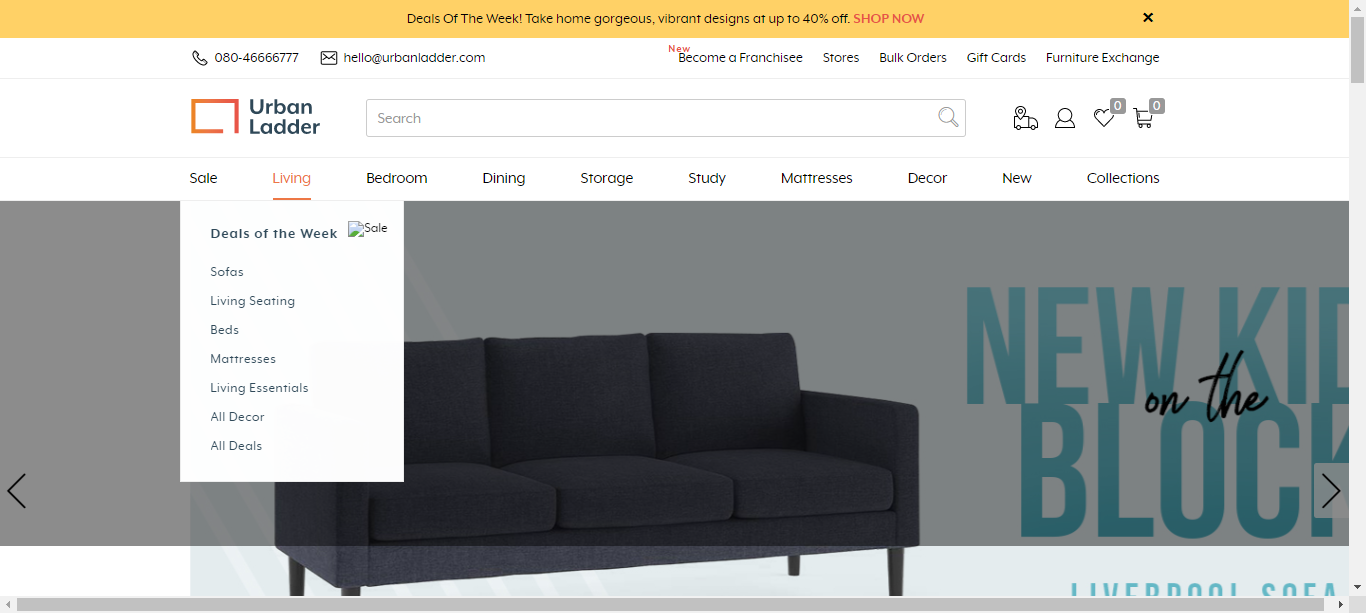 Deals Of The Week! Take home gorgeous, vibrant designs at up to 40% off. SHOP NOW
080-46666777 hello@urbanladder.com New Become a Franchisee Stores Bulk Orders Gift Cards Furniture Exchange
Urban
Ladder
Search
0 0
Sale Living Bedroom Dining Storage Study Mattresses Decor New Collections
Deals of the Week Sale
Sofas
Living Seating
Beds
Mattresses
Living Essentials
All Decor
All Deals
NEW KID
on the
BLOCK
LIVERPOOL SOFA